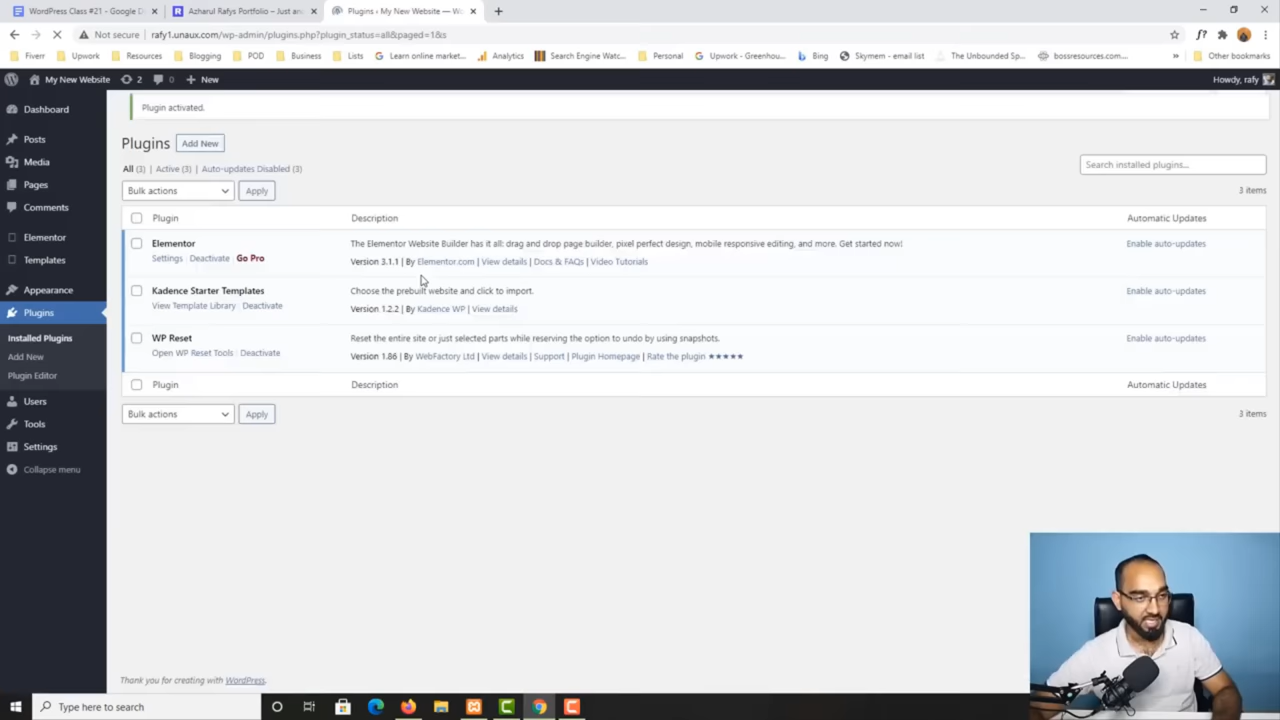 WordPress Class #21 - Google D
Azharul Rafys Portfolio – Just an
Plugins ‹ My New Website — W
Not secure | rafy1.unaux.com/wp-admin/plugins.php?plugin_status=all&paged=1&s
Fiverr Upwork Resources Blogging POD Business Lists Learn online market... Analytics Search Engine Watc... Personal Upwork - Greenhou... Bing Skymem - email list The Unbounded Sp... bossresources.com... » Other bookmarks
My New Website 2 0 + New Howdy, rafy
Dashboard
Posts
Media
Pages
Comments
Elementor
Templates
Appearance
Plugins
Installed Plugins
Add New
Plugin Editor
Users
Tools
Settings
Collapse menu
Plugin activated.
Plugins Add New
All (3) | Active (3) | Auto-updates Disabled (3)
Search installed plugins...
Bulk actions Apply
3 items
Plugin Description Automatic Updates
Elementor The Elementor Website Builder has it all: drag and drop page builder, pixel perfect design, mobile responsive editing, and more. Get started now! Enable auto-updates
Settings | Deactivate | Go Pro Version 3.1.1 | By Elementor.com | View details | Docs & FAQs | Video Tutorials
Kadence Starter Templates Choose the prebuilt website and click to import. Enable auto-updates
View Template Library | Deactivate Version 1.2.2 | By Kadence WP | View details
WP Reset Reset the entire site or just selected parts while reserving the option to undo by using snapshots. Enable auto-updates
Open WP Reset Tools | Deactivate Version 1.86 | By WebFactory Ltd | View details | Support | Plugin Homepage | Rate the plugin ★★★★★
Plugin Description Automatic Updates
Bulk actions Apply
3 items
Thank you for creating with WordPress.
Type here to search